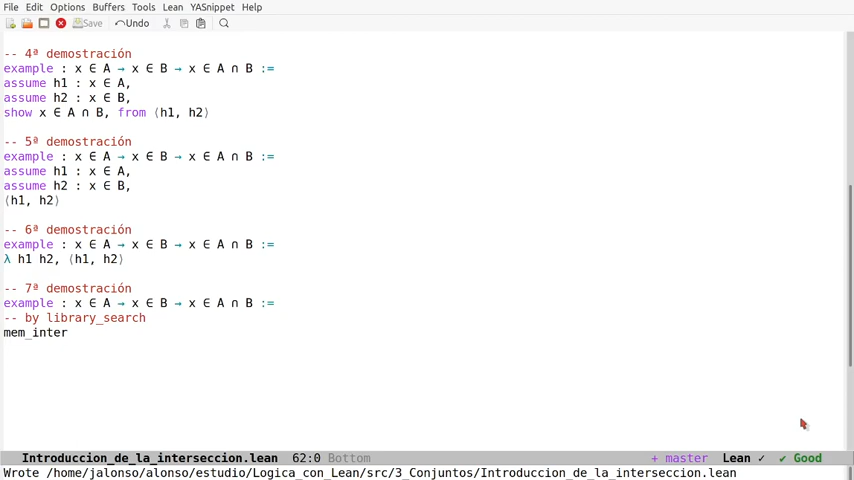 File Edit Options Buffers Tools Lean YASnippet Help
Save Undo
-- 4ª demostración
example : x ∈ A → x ∈ B → x ∈ A ∩ B :=
assume h1 : x ∈ A,
assume h2 : x ∈ B,
show x ∈ A ∩ B, from ⟨h1, h2⟩
-- 5ª demostración
example : x ∈ A → x ∈ B → x ∈ A ∩ B :=
assume h1 : x ∈ A,
assume h2 : x ∈ B,
⟨h1, h2⟩
-- 6ª demostración
example : x ∈ A → x ∈ B → x ∈ A ∩ B :=
λ h1 h2, ⟨h1, h2⟩
-- 7ª demostración
example : x ∈ A → x ∈ B → x ∈ A ∩ B :=
-- by library_search
mem_inter
Introduccion_de_la_interseccion.lean 62:0 Bottom + master Lean ✓ ✔ Good
Wrote /home/jalonso/alonso/estudio/Logica_con_Lean/src/3_Conjuntos/Introduccion_de_la_interseccion.lean